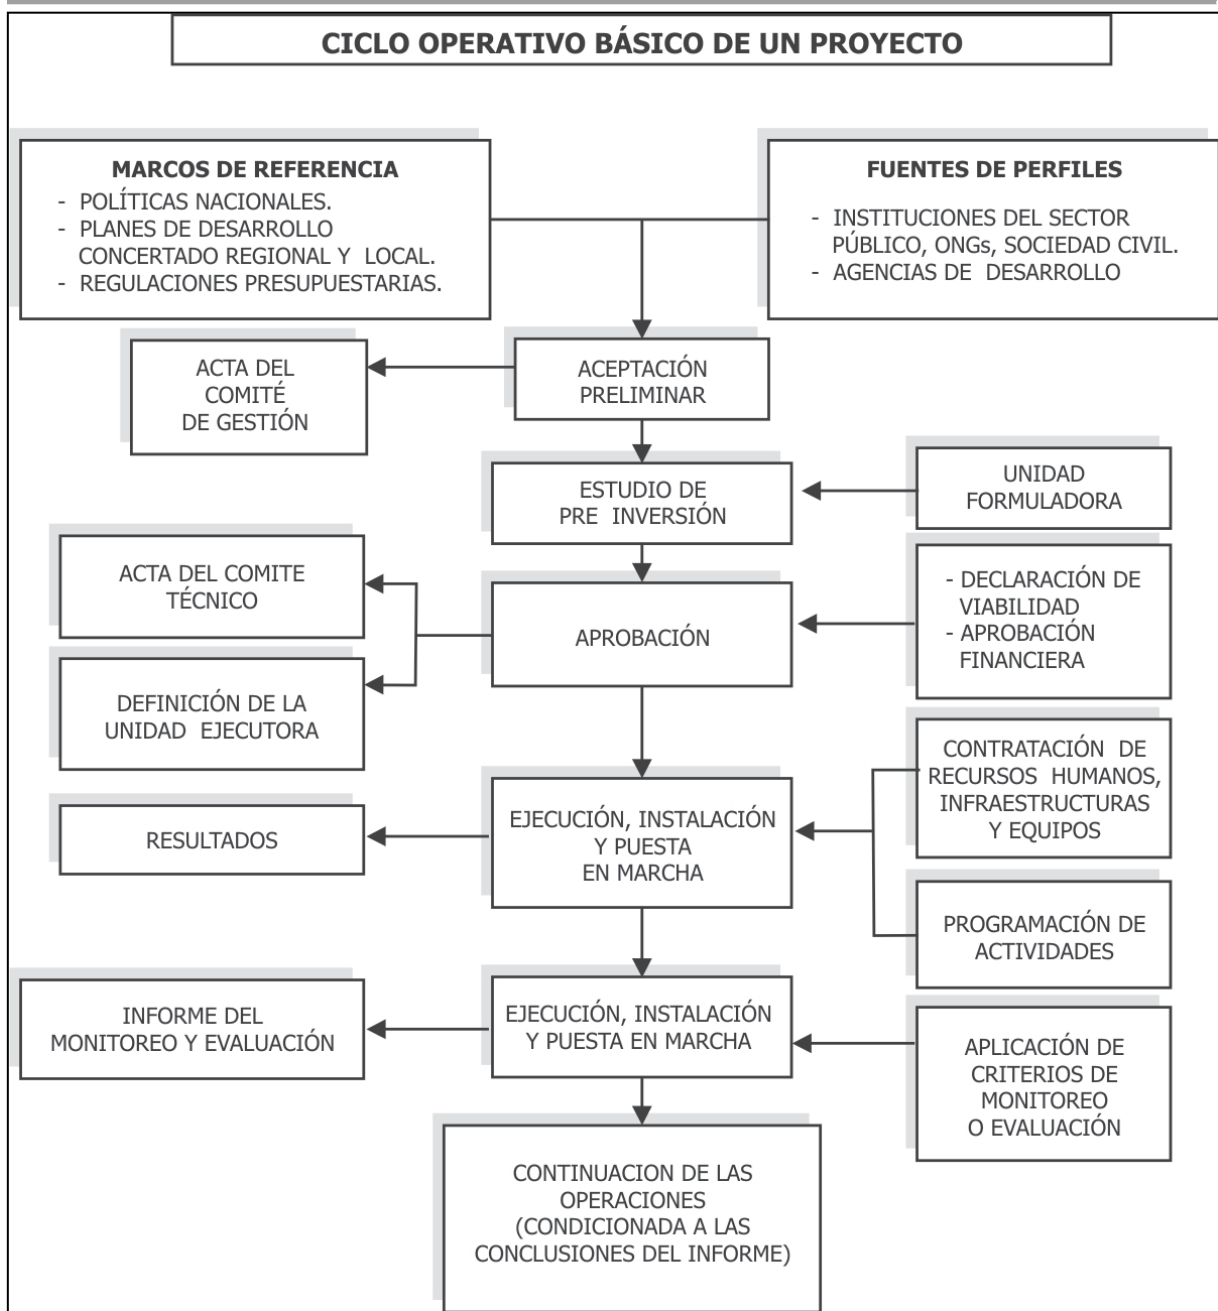 CICLO OPERATIVO BÁSICO DE UN PROYECTO
MARCOS DE REFERENCIA
- POLÍTICAS NACIONALES.
- PLANES DE DESARROLLO
CONCERTADO REGIONAL Y LOCAL.
- REGULACIONES PRESUPUESTARIAS.
FUENTES DE PERFILES
- INSTITUCIONES DEL SECTOR
PÚBLICO, ONGs, SOCIEDAD CIVIL.
- AGENCIAS DE DESARROLLO
ACTA DEL
COMITÉ
DE GESTIÓN
ACEPTACIÓN
PRELIMINAR
ESTUDIO DE
PRE INVERSIÓN
UNIDAD
FORMULADORA
ACTA DEL COMITE
TÉCNICO
APROBACIÓN
- DECLARACIÓN DE
VIABILIDAD
- APROBACIÓN
FINANCIERA
DEFINICIÓN DE LA
UNIDAD EJECUTORA
CONTRATACIÓN DE
RECURSOS HUMANOS,
INFRAESTRUCTURAS
Y EQUIPOS
RESULTADOS
EJECUCIÓN, INSTALACIÓN
Y PUESTA
EN MARCHA
PROGRAMACIÓN DE
ACTIVIDADES
INFORME DEL
MONITOREO Y EVALUACIÓN
EJECUCIÓN, INSTALACIÓN
Y PUESTA EN MARCHA
APLICACIÓN DE
CRITERIOS DE
MONITOREO
O EVALUACIÓN
CONTINUACION DE LAS
OPERACIONES
(CONDICIONADA A LAS
CONCLUSIONES DEL INFORME)